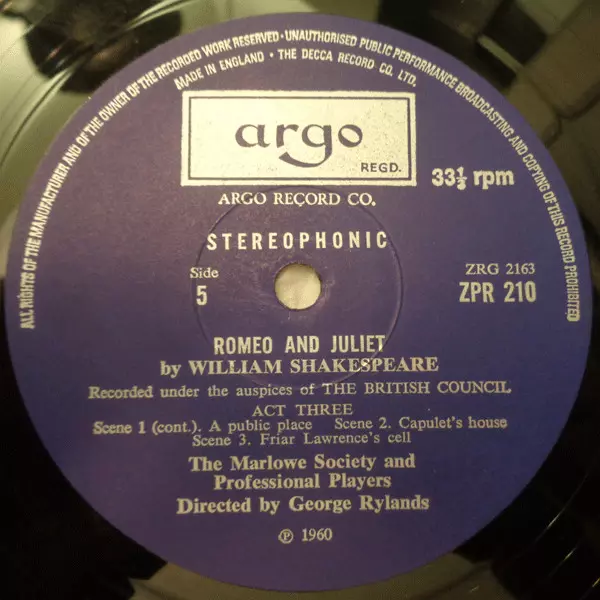 ALL RIGHTS OF THE MANUFACTURER AND OF THE OWNER OF THE RECORDED WORK RESERVED · UNAUTHORISED PUBLIC PERFORMANCE BROADCASTING AND COPYING OF THIS RECORD PROHIBITED
MADE IN ENGLAND · THE DECCA RECORD CO. LTD.
argo
REGD.
33⅓ rpm
ARGO RECORD CO.
STEREOPHONIC
Side
5
ZRG 2163
ZPR 210
ROMEO AND JULIET
by WILLIAM SHAKESPEARE
Recorded under the auspices of THE BRITISH COUNCIL
ACT THREE
Scene 1 (cont.). A public place Scene 2. Capulet's house
Scene 3. Friar Lawrence's cell
The Marlowe Society and
Professional Players
Directed by George Rylands
℗ 1960